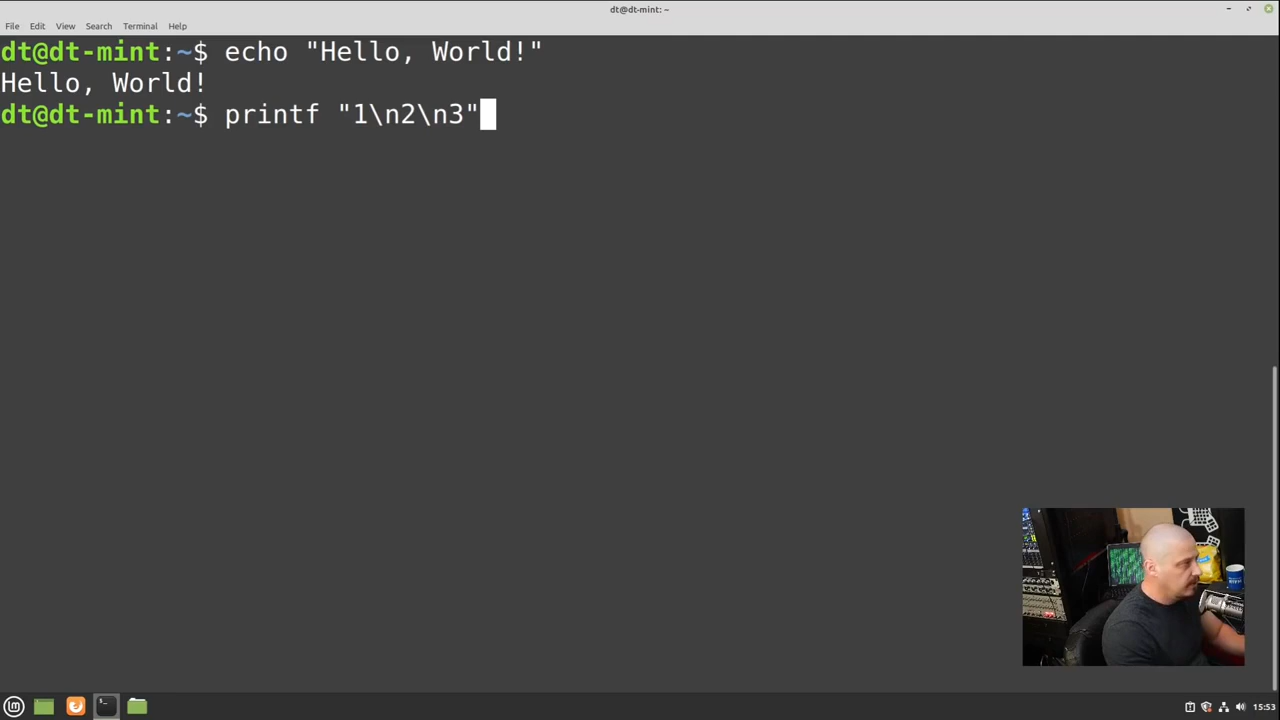 dt@dt-mint: ~
File Edit View Search Terminal Help
dt@dt-mint:~$ echo "Hello, World!"
Hello, World!
dt@dt-mint:~$ printf "1\n2\n3"
15:53